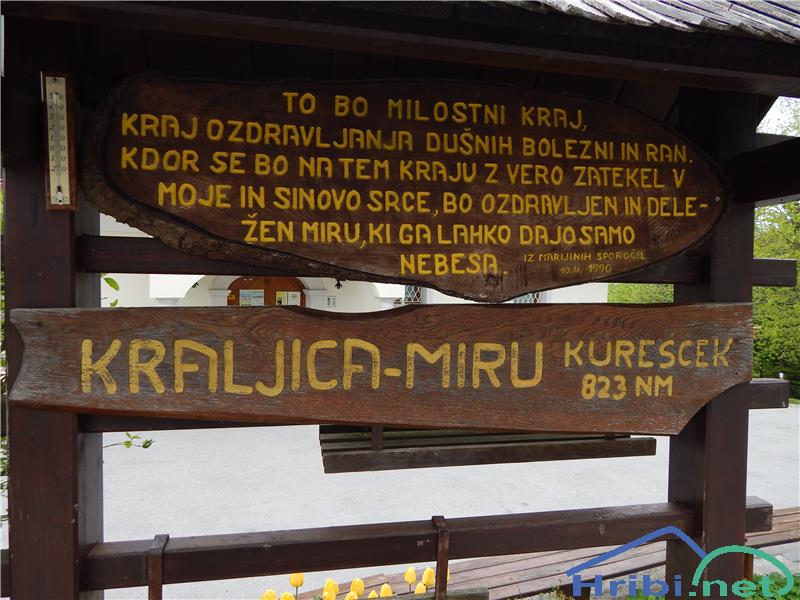 TO BO MILOSTNI KRAJ,
KRAJ OZDRAVLJANJA DUŠNIH BOLEZNI IN RAN.
KDOR SE BO NA TEM KRAJU Z VERO ZATEKEL V
MOJE IN SINOVO SRCE, BO OZDRAVLJEN IN DELE-
ŽEN MIRU, KI GA LAHKO DAJO SAMO
NEBESA.
IZ MARIJINIH SPOROČIL
10.11.1990
KRALJICA-MIRU KUREŠČEK
823 NM
Hribi.net